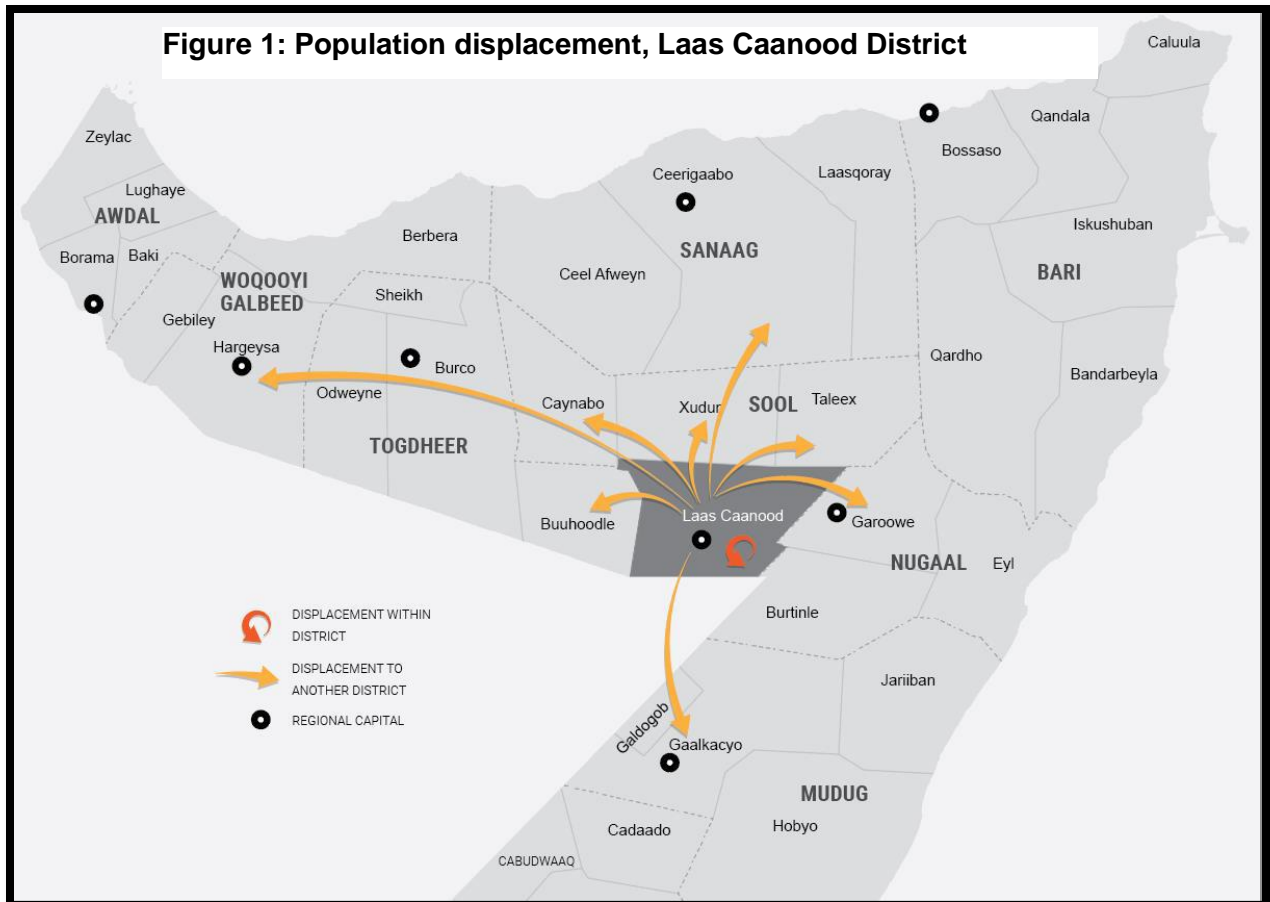 Figure 1: Population displacement, Laas Caanood District
Caluula
Qandala
Bossaso
Zeylac
Ceerigaabo
Laasqoray
Lughaye
AWDAL
Iskushuban
Berbera
SANAAG
Borama
Baki
Ceel Afweyn
BARI
WOQOOYI
GALBEED
Sheikh
Gebiley
Hargeysa
Qardho
Burco
Bandarbeyla
Odweyne
Caynabo
Xudur
SOOL
Taleex
TOGDHEER
Laas Caanood
Buuhoodle
Garoowe
NUGAAL
Eyl
Burtinle
DISPLACEMENT WITHIN
DISTRICT
DISPLACEMENT TO
ANOTHER DISTRICT
REGIONAL CAPITAL
Jariiban
Galdogob
Gaalkacyo
MUDUG
Cadaado
Hobyo
CABUDWAAQ